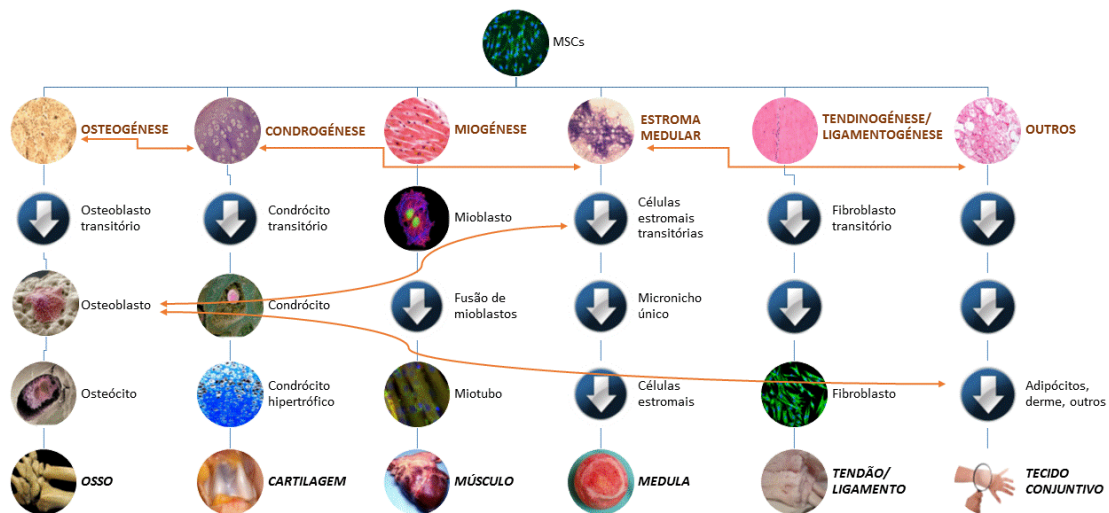 MSCs
OSTEOGÉNESE
CONDROGÉNESE
MIOGÉNESE
ESTROMA
MEDULAR
TENDINOGÉNESE/
LIGAMENTOGÉNESE
OUTROS
Osteoblasto
transitório
Condrócito
transitório
Mioblasto
Células
estromais
transitórias
Fibroblasto
transitório
Osteoblasto
Condrócito
Fusão de
mioblastos
Micronicho
único
Osteócito
Condrócito
hipertrófico
Miotubo
Células
estromais
Fibroblasto
Adipócitos,
derme, outros
OSSO
CARTILAGEM
MÚSCULO
MEDULA
TENDÃO/
LIGAMENTO
TECIDO
CONJUNTIVO